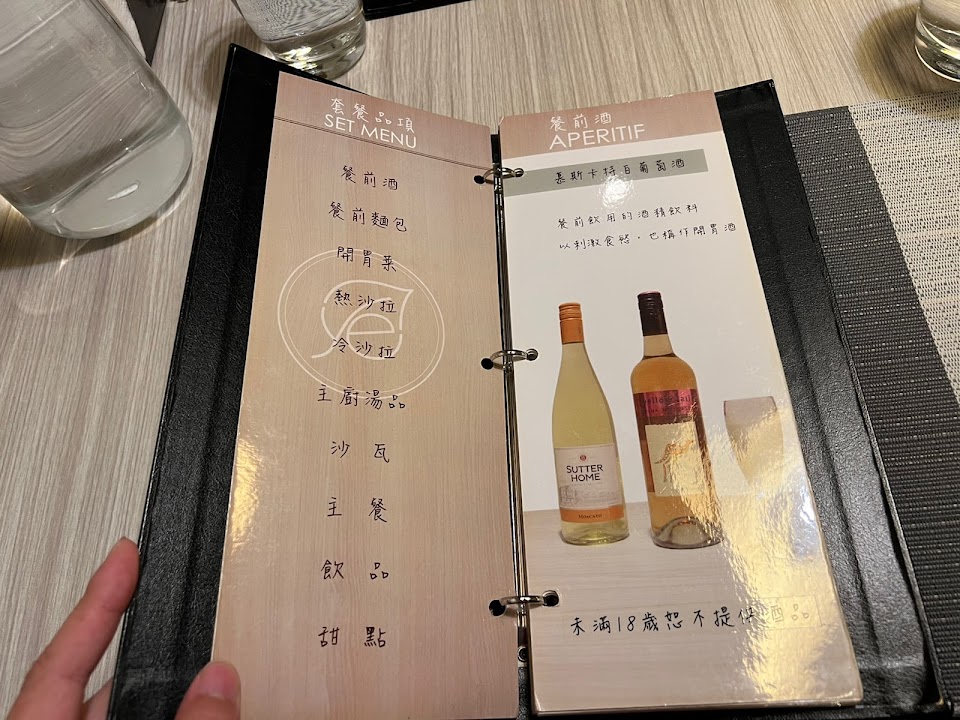 套餐品項
SET MENU
餐前酒
餐前麵包
開胃菜
熱沙拉
冷沙拉
主廚湯品
沙瓦
主餐
飲品
甜點
餐前酒
APERITIF
慕斯卡特白葡萄酒
餐前飲用的酒精飲料
以刺激食慾，也稱作開胃酒
SUTTER
HOME
MOSCATO
未滿18歲恕不提供酒品